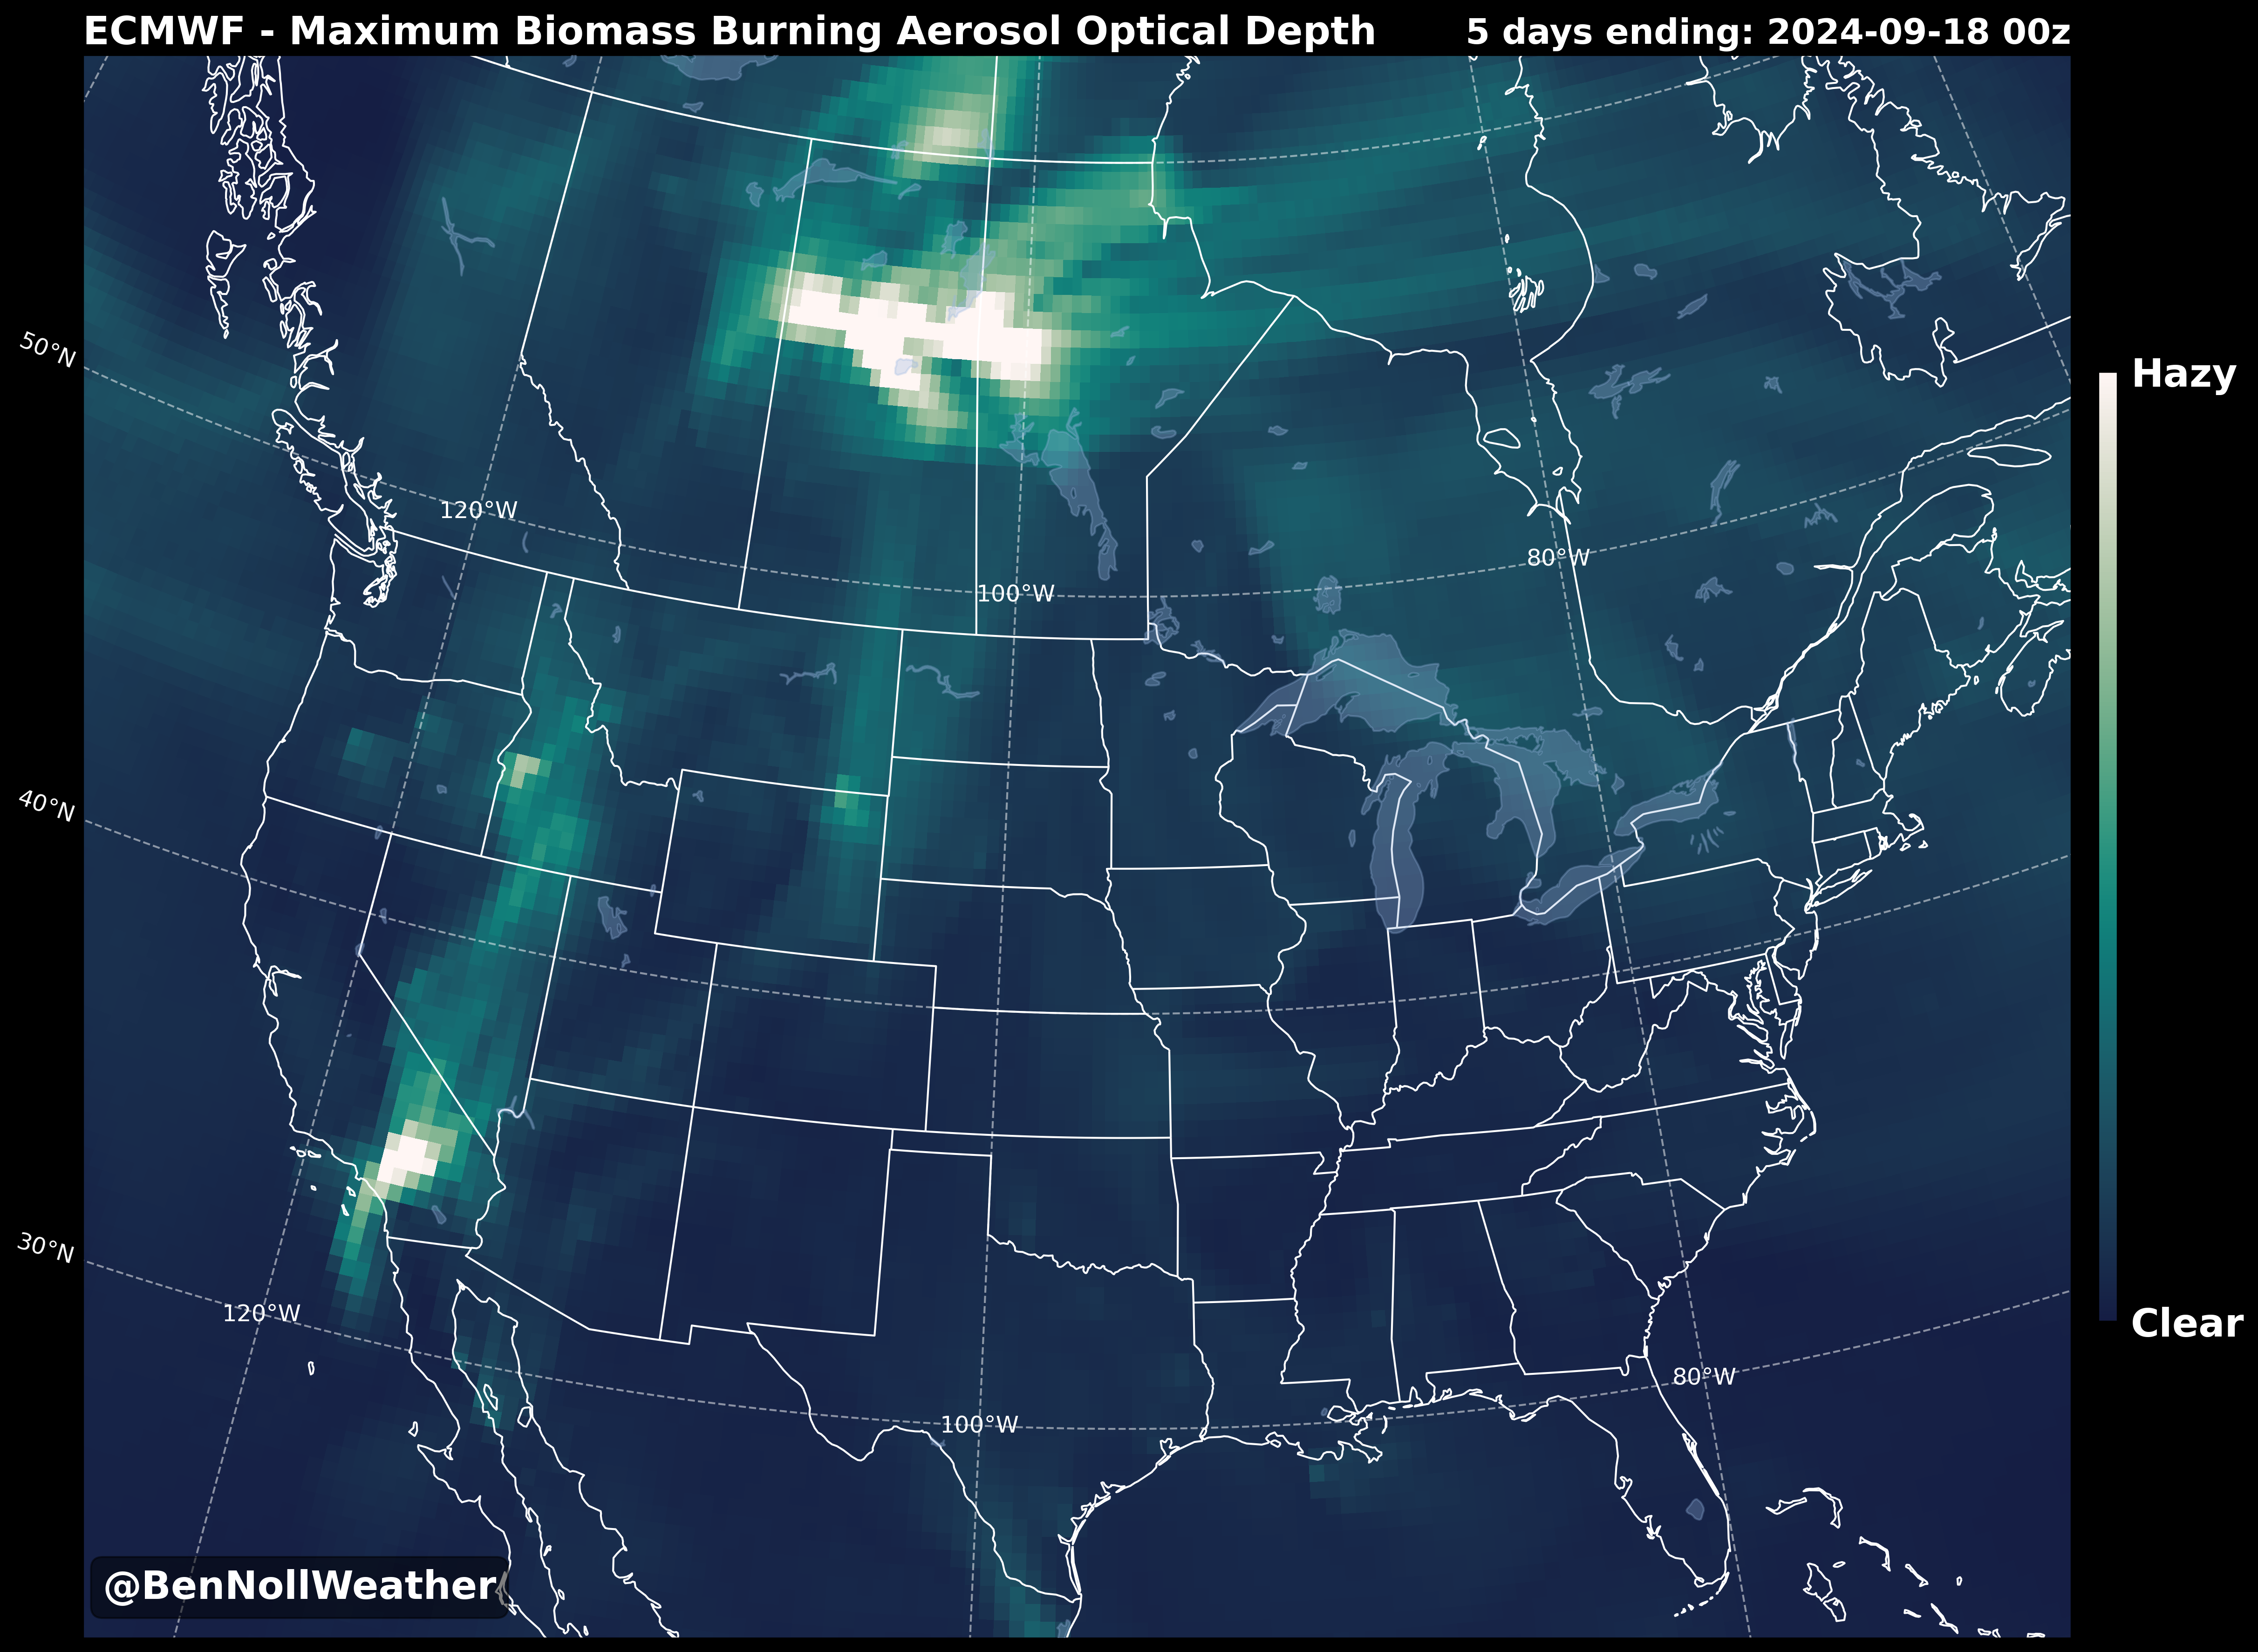 ECMWF - Maximum Biomass Burning Aerosol Optical Depth
5 days ending: 2024-09-18 00z
50°N
Hazy
120°W
80°W
100°W
40°N
30°N
120°W
Clear
80°W
100°W
@BenNollWeather